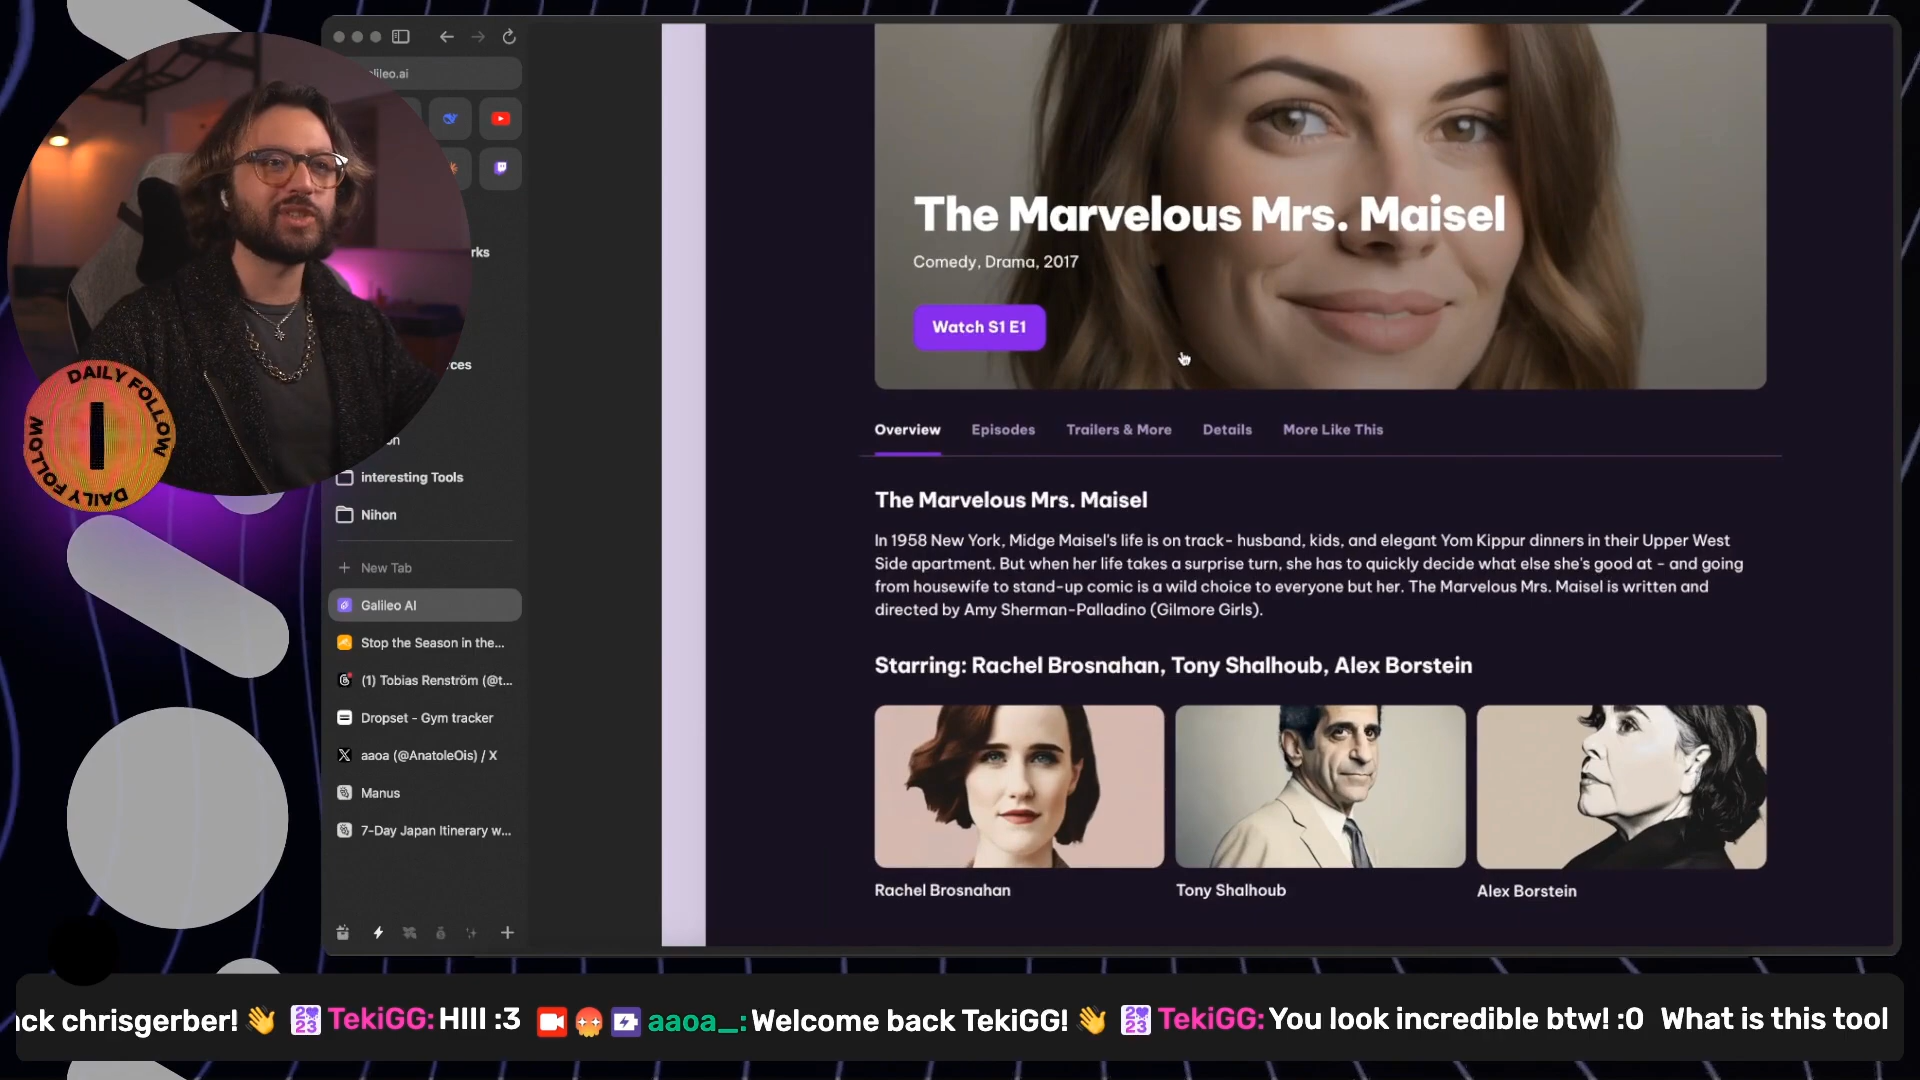 alileo.ai
rks
rces
on
interesting Tools
Nihon
New Tab
Galileo AI
Stop the Season in the...
(1) Tobias Renström (@t...
Dropset - Gym tracker
aaoa (@AnatoleOis) / X
Manus
7-Day Japan Itinerary w...
DAILY FOLLOW
DAILY FOLLOW
The Marvelous Mrs. Maisel
Comedy, Drama, 2017
Watch S1 E1
Overview Episodes Trailers & More Details More Like This
The Marvelous Mrs. Maisel
In 1958 New York, Midge Maisel's life is on track- husband, kids, and elegant Yom Kippur dinners in their Upper West
Side apartment. But when her life takes a surprise turn, she has to quickly decide what else she's good at - and going
from housewife to stand-up comic is a wild choice to everyone but her. The Marvelous Mrs. Maisel is written and
directed by Amy Sherman-Palladino (Gilmore Girls).
Starring: Rachel Brosnahan, Tony Shalhoub, Alex Borstein
Rachel Brosnahan Tony Shalhoub Alex Borstein
ack chrisgerber! 👋 2023 TekiGG: HIII :3 aaoa_: Welcome back TekiGG! 👋 2023 TekiGG: You look incredible btw! :O What is this tool